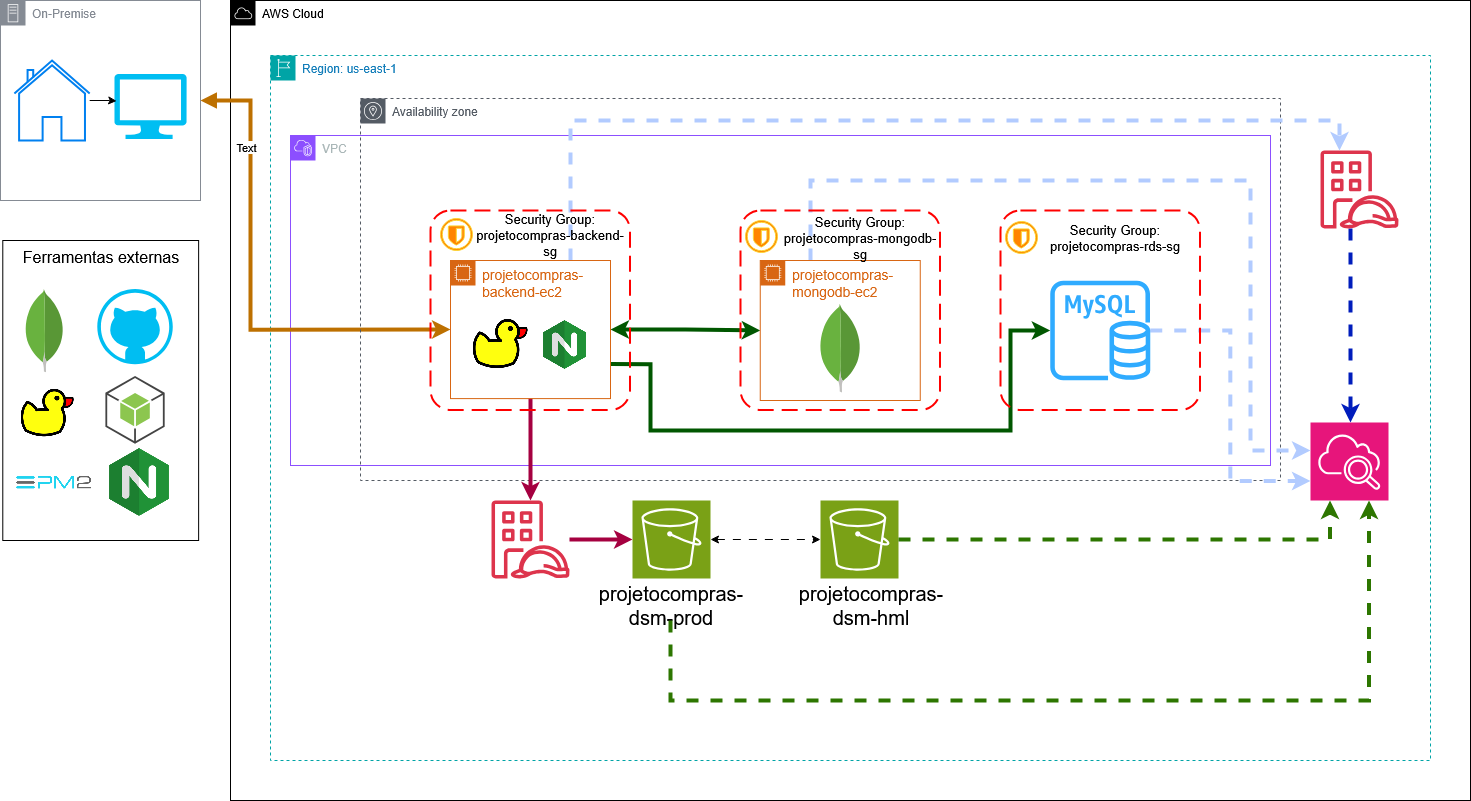 On-Premise
AWS Cloud
Region: us-east-1
Availability zone
VPC
Text
Ferramentas externas
PM2
Security Group:
projetocompras-backend-
sg
projetocompras-
backend-ec2
Security Group:
projetocompras-mongodb-
sg
projetocompras-
mongodb-ec2
Security Group:
projetocompras-rds-sg
MySQL
projetocompras-
dsm-prod
projetocompras-
dsm-hml